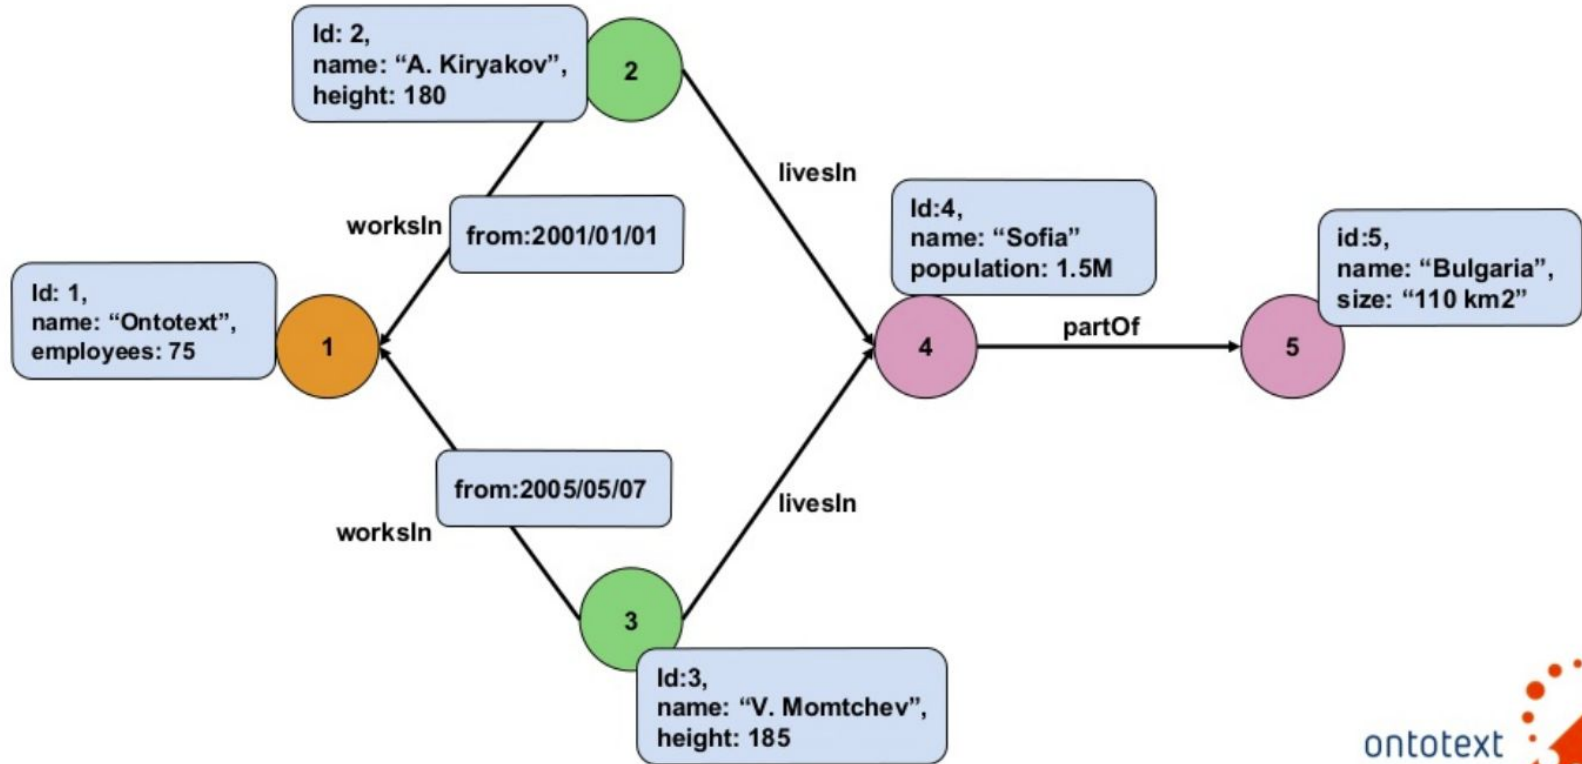 Id: 2,
name: “A. Kiryakov”,
height: 180
2
livesIn
worksIn
from:2001/01/01
Id:4,
name: “Sofia”
population: 1.5M
id:5,
name: “Bulgaria”,
size: “110 km2”
Id: 1,
name: “Ontotext”,
employees: 75
1
4
partOf
5
from:2005/05/07
worksIn
livesIn
3
Id:3,
name: “V. Momtchev”,
height: 185
ontotext